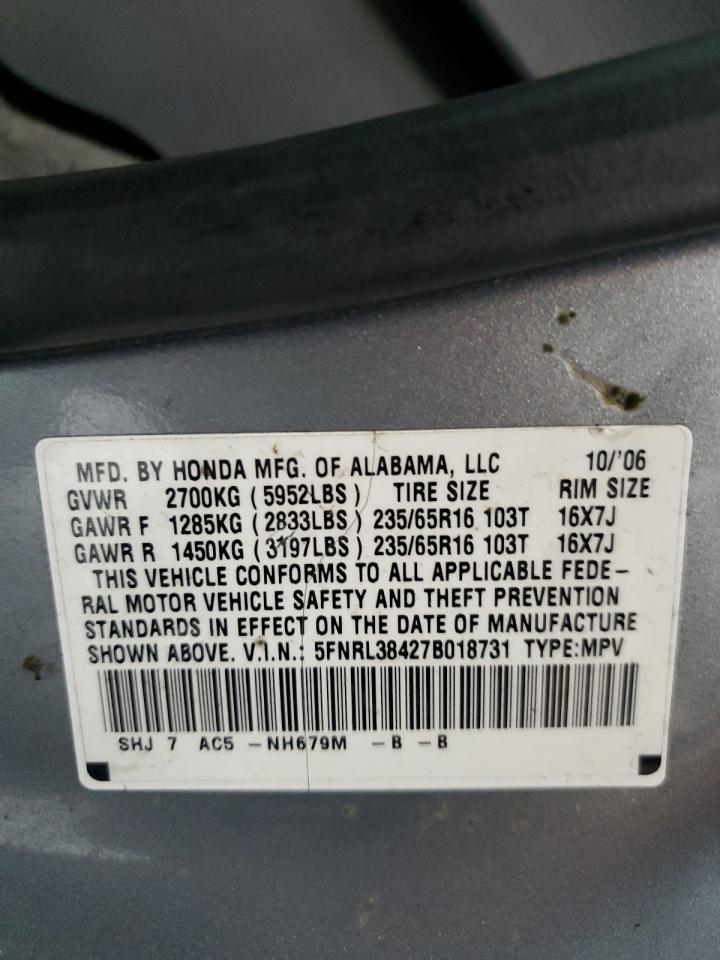 MFD. BY HONDA MFG. OF ALABAMA, LLC 10/'06
GVWR 2700KG (5952LBS) TIRE SIZE RIM SIZE
GAWR F 1285KG (2833LBS) 235/65R16 103T 16X7J
GAWR R 1450KG (3197LBS) 235/65R16 103T 16X7J
THIS VEHICLE CONFORMS TO ALL APPLICABLE FEDE-
RAL MOTOR VEHICLE SAFETY AND THEFT PREVENTION
STANDARDS IN EFFECT ON THE DATE OF MANUFACTURE
SHOWN ABOVE. V.I.N.: 5FNRL38427B018731 TYPE:MPV
SHJ 7 AC5 -NH679M -B -B